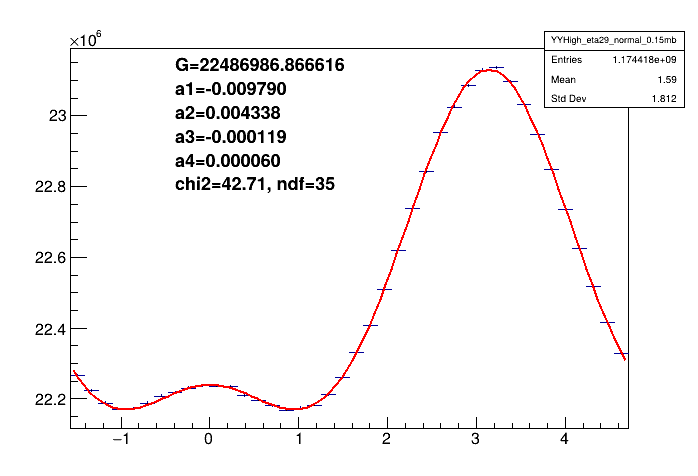 ×10⁶
YYHigh_eta29_normal_0.15mb
Entries 1.174418e+09
Mean 1.59
Std Dev 1.812
G=22486986.866616
a1=-0.009790
a2=0.004338
a3=-0.000119
a4=0.000060
chi2=42.71, ndf=35
23
22.8
22.6
22.4
22.2
−1 0 1 2 3 4